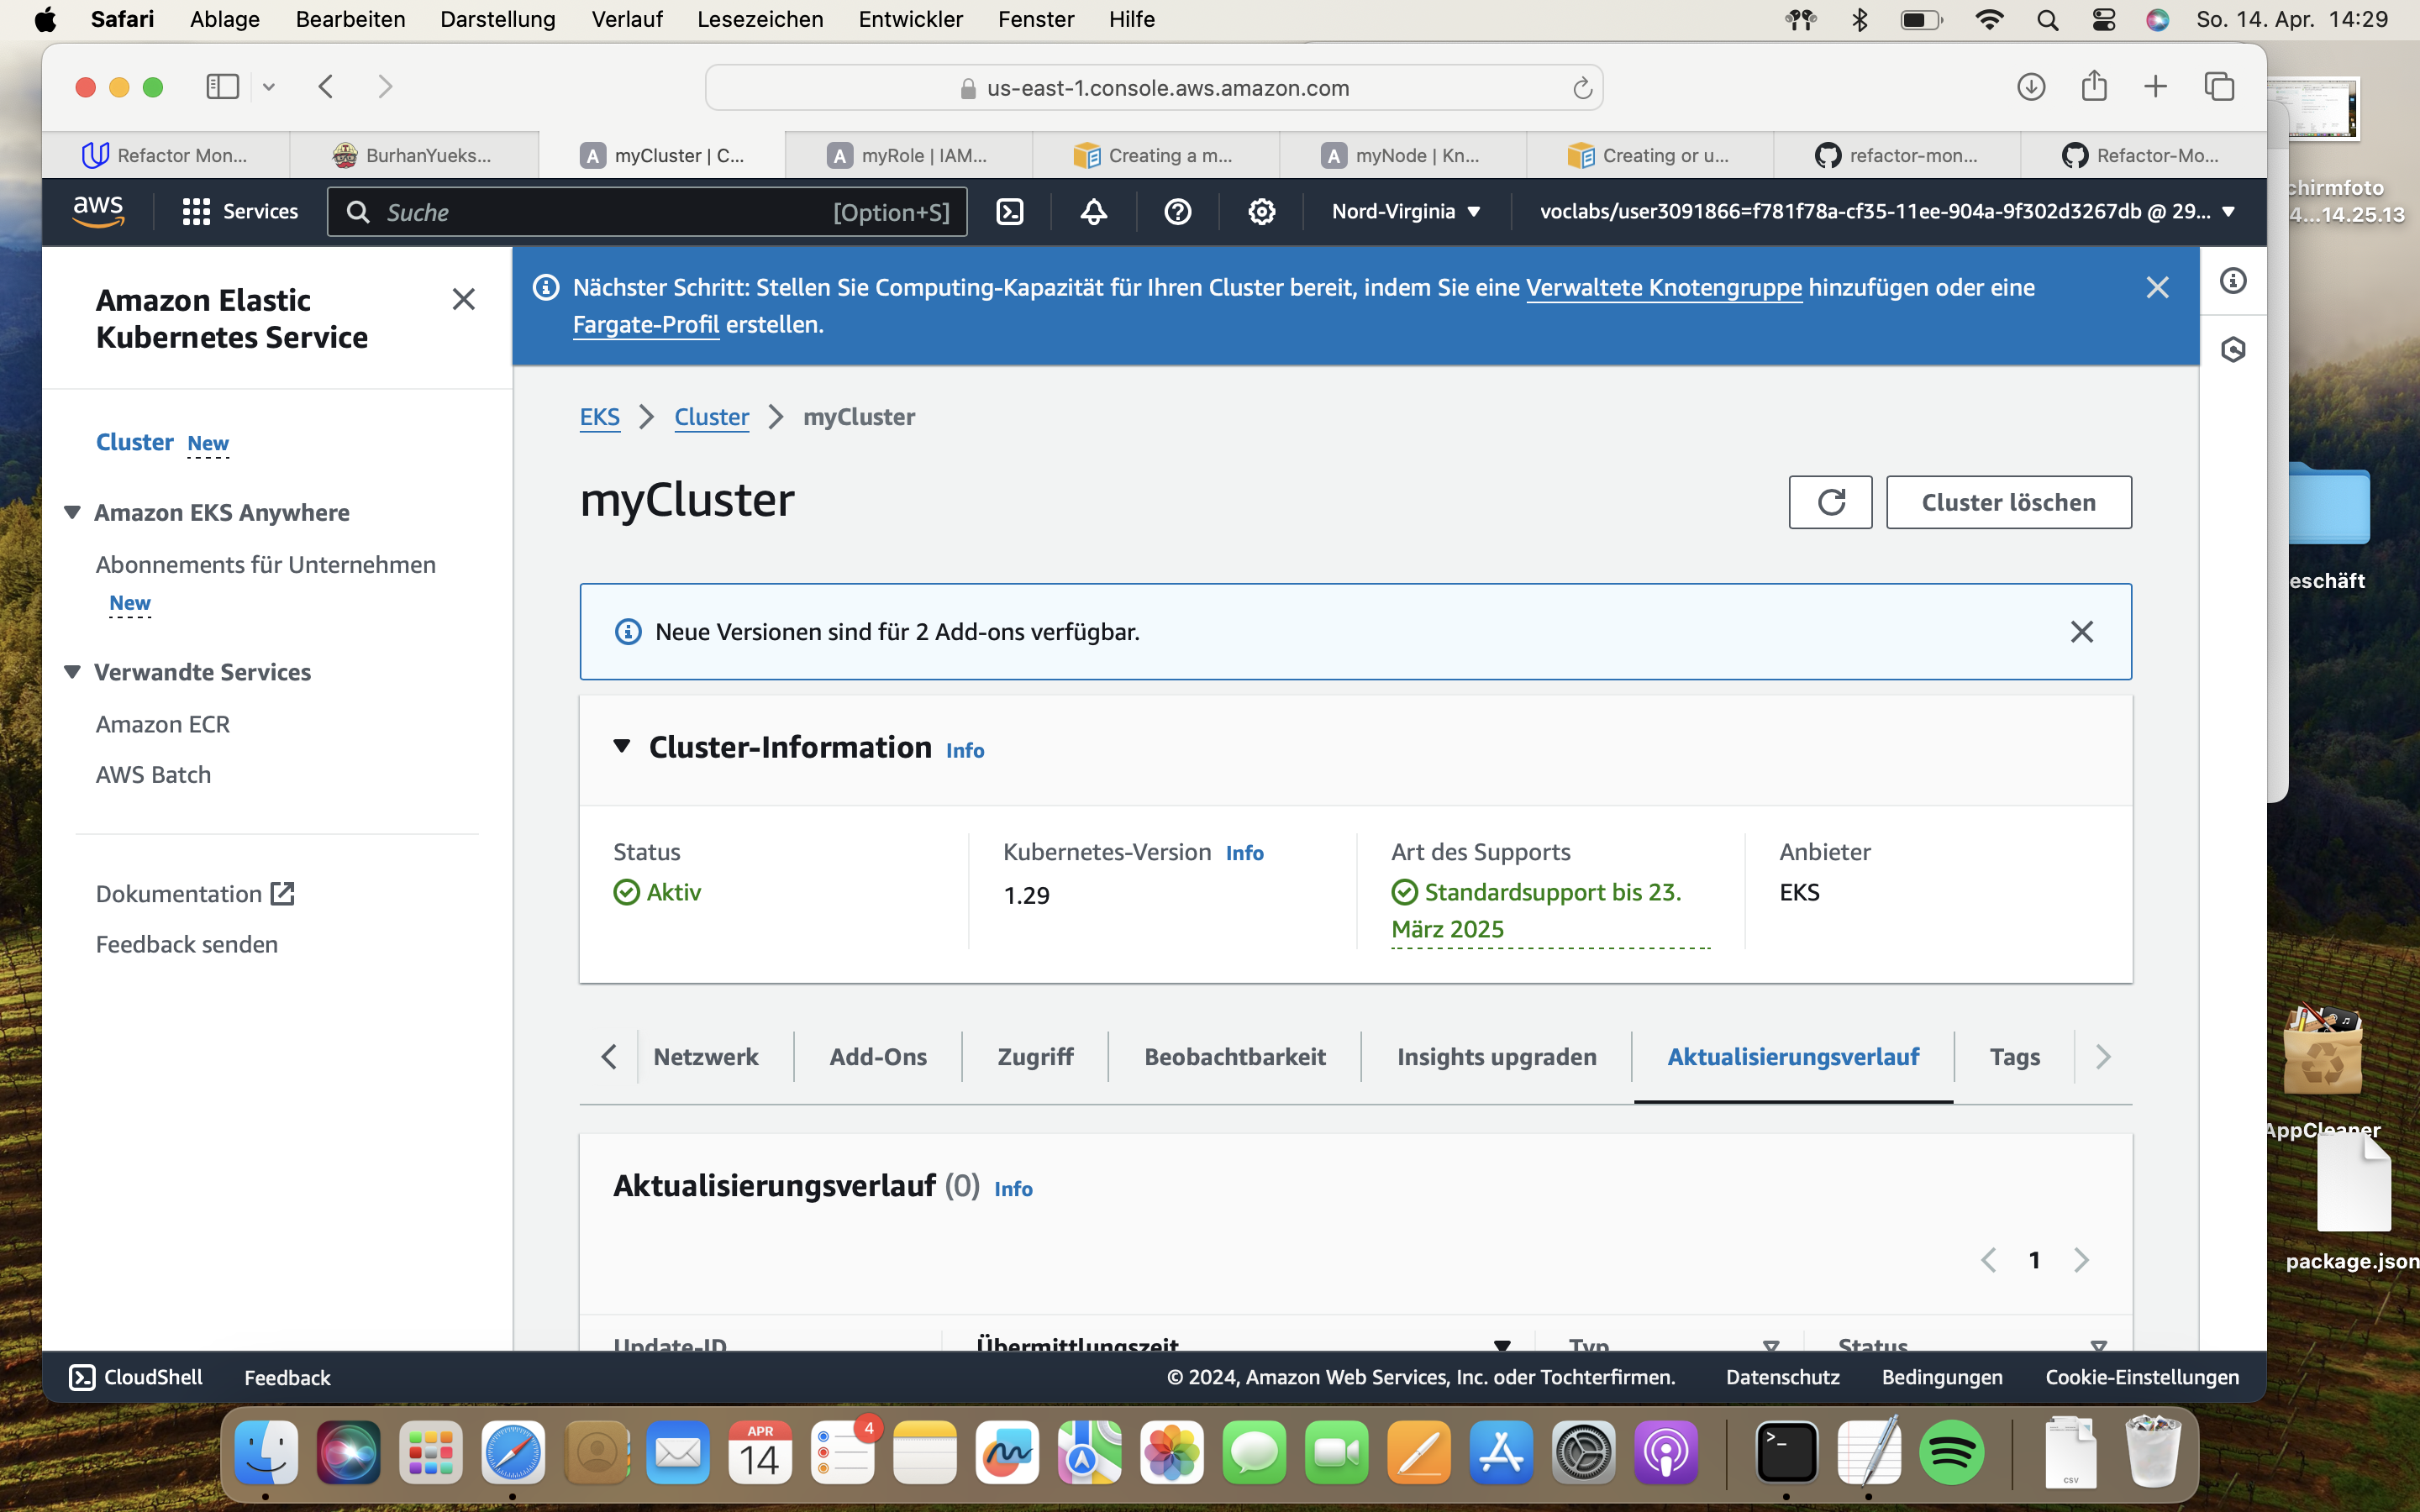 Safari Ablage Bearbeiten Darstellung Verlauf Lesezeichen Entwickler Fenster Hilfe So. 14. Apr. 14:29
us-east-1.console.aws.amazon.com
Refactor Mon... BurhanYueks... myCluster | C... myRole | IAM... Creating a m... myNode | Kn... Creating or u... refactor-mon... Refactor-Mo...
aws Services Suche [Option+S] Nord-Virginia voclabs/user3091866=f781f78a-cf35-11ee-904a-9f302d3267db @ 29...
Amazon Elastic
Kubernetes Service
Cluster New
Amazon EKS Anywhere
Abonnements für Unternehmen
New
Verwandte Services
Amazon ECR
AWS Batch
Dokumentation
Feedback senden
Nächster Schritt: Stellen Sie Computing-Kapazität für Ihren Cluster bereit, indem Sie eine Verwaltete Knotengruppe hinzufügen oder eine
Fargate-Profil erstellen.
EKS Cluster myCluster
myCluster
Cluster löschen
Neue Versionen sind für 2 Add-ons verfügbar.
Cluster-Information Info
Status
Aktiv
Kubernetes-Version Info
1.29
Art des Supports
Standardsupport bis 23.
März 2025
Anbieter
EKS
Netzwerk Add-Ons Zugriff Beobachtbarkeit Insights upgraden Aktualisierungsverlauf Tags
Aktualisierungsverlauf (0) Info
1
Update-ID Übermittlungszeit Typ Status
CloudShell Feedback © 2024, Amazon Web Services, Inc. oder Tochterfirmen. Datenschutz Bedingungen Cookie-Einstellungen
chirmfoto
4...14.25.13
eschäft
AppCleaner
package.json
APR
14
4
CSV